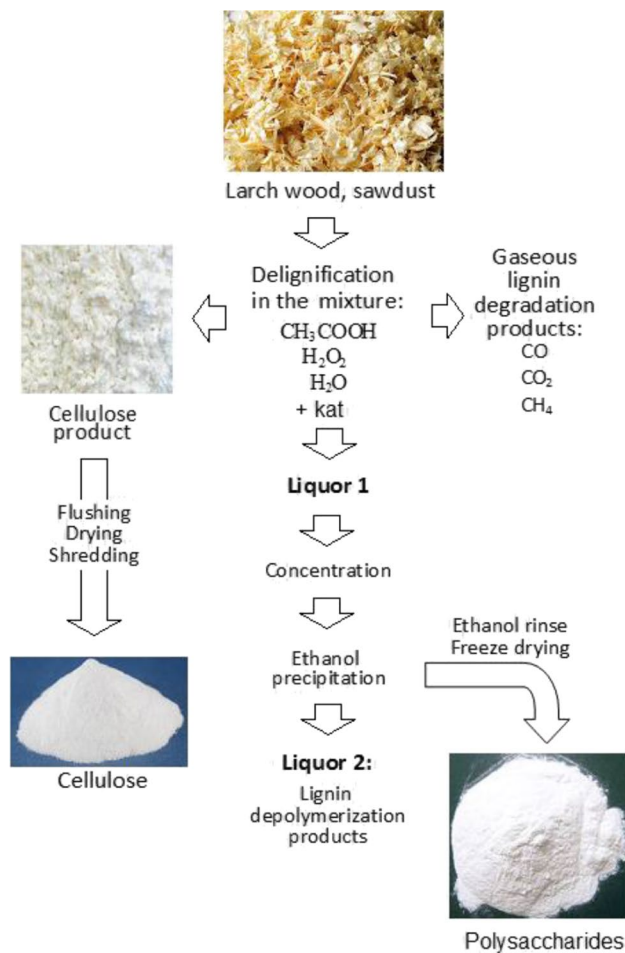 Larch wood, sawdust
Delignification
in the mixture:
CH₃COOH
H₂O₂
H₂O
+ kat
Gaseous
lignin
degradation
products:
CO
CO₂
CH₄
Cellulose
product
Flushing
Drying
Shredding
Cellulose
Liquor 1
Concentration
Ethanol
precipitation
Ethanol rinse
Freeze drying
Liquor 2:
Lignin
depolymerization
products
Polysaccharides